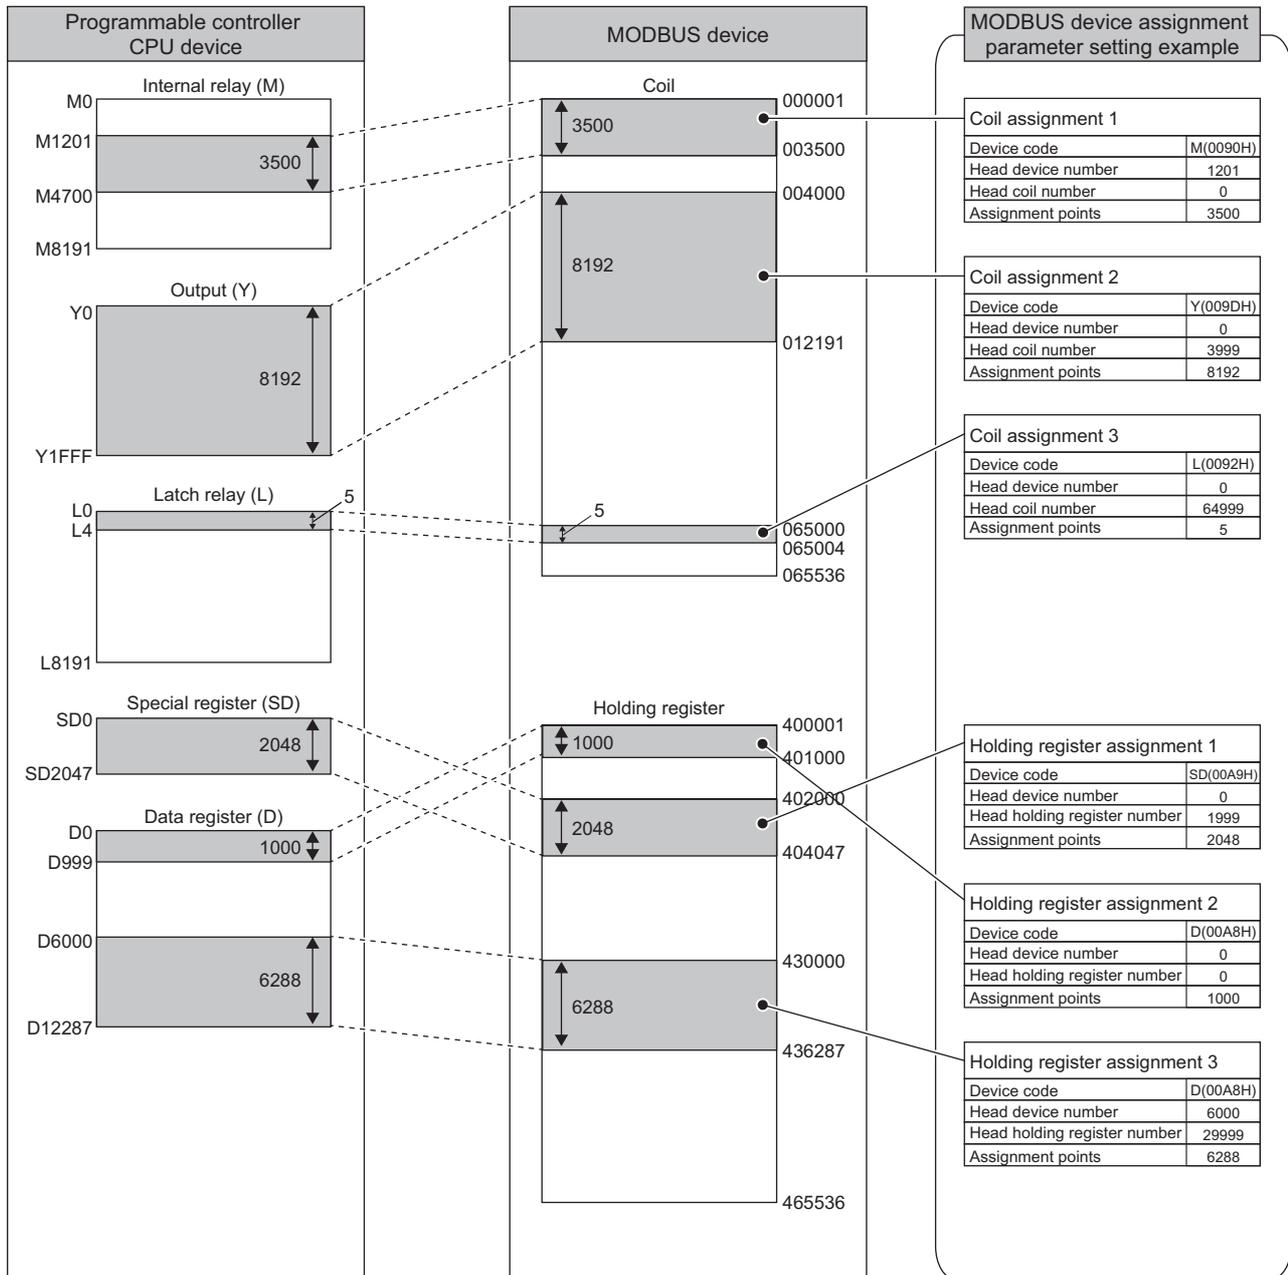 Programmable controller
CPU device
Internal relay (M)
M0
M1201
3500
M4700
M8191
Output (Y)
Y0
8192
Y1FFF
Latch relay (L)
5
L0
L4
L8191
Special register (SD)
SD0
2048
SD2047
Data register (D)
D0
1000
D999
D6000
6288
D12287
MODBUS device
Coil
000001
3500
003500
004000
8192
012191
5
065000
065004
065536
Holding register
400001
1000
401000
402000
2048
404047
430000
6288
436287
465536
MODBUS device assignment
parameter setting example
Coil assignment 1
Device code M(0090H)
Head device number 1201
Head coil number 0
Assignment points 3500
Coil assignment 2
Device code Y(009DH)
Head device number 0
Head coil number 3999
Assignment points 8192
Coil assignment 3
Device code L(0092H)
Head device number 0
Head coil number 64999
Assignment points 5
Holding register assignment 1
Device code SD(00A9H)
Head device number 0
Head holding register number 1999
Assignment points 2048
Holding register assignment 2
Device code D(00A8H)
Head device number 0
Head holding register number 0
Assignment points 1000
Holding register assignment 3
Device code D(00A8H)
Head device number 6000
Head holding register number 29999
Assignment points 6288